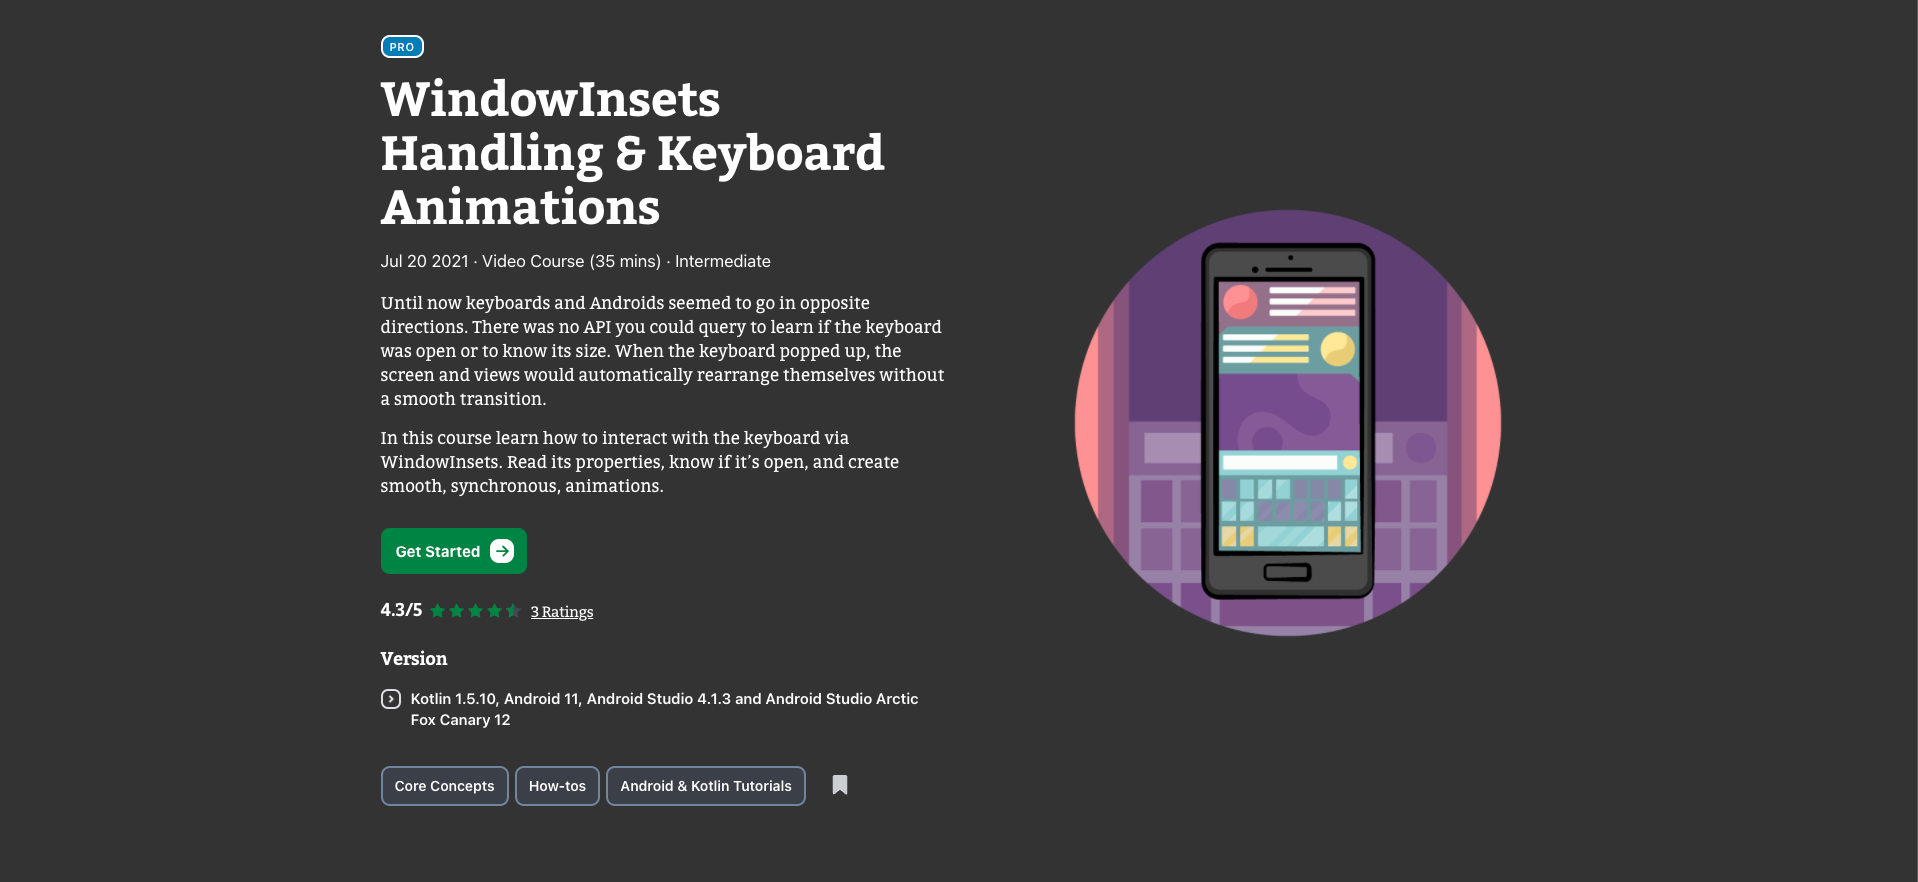 PRO
WindowInsets
Handling & Keyboard
Animations
Jul 20 2021 · Video Course (35 mins) · Intermediate
Until now keyboards and Androids seemed to go in opposite
directions. There was no API you could query to learn if the keyboard
was open or to know its size. When the keyboard popped up, the
screen and views would automatically rearrange themselves without
a smooth transition.
In this course learn how to interact with the keyboard via
WindowInsets. Read its properties, know if it’s open, and create
smooth, synchronous, animations.
Get Started
4.3/5 3 Ratings
Version
Kotlin 1.5.10, Android 11, Android Studio 4.1.3 and Android Studio Arctic
Fox Canary 12
Core Concepts How-tos Android & Kotlin Tutorials